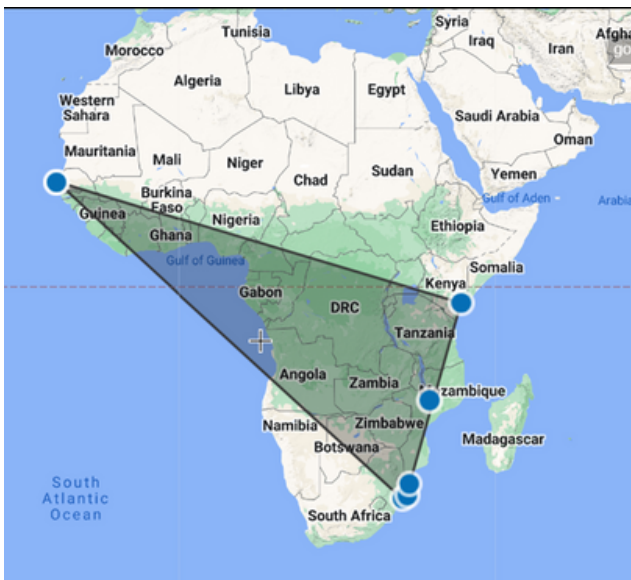 Syria
Tunisia
Morocco
Iraq
Iran
Afgha
go
Algeria
Libya
Egypt
Western
Sahara
Saudi Arabia
Oman
Mauritania
Mali
Niger
Chad
Sudan
Yemen
Gulf of Aden
Arabia
Burkina
Faso
Guinea
Nigeria
Ghana
Ethiopia
Gulf of Guinea
Somalia
Kenya
Gabon
DRC
Tanzania
Angola
Zambia
Mozambique
Zimbabwe
Namibia
Botswana
Madagascar
South
Atlantic
Ocean
South Africa